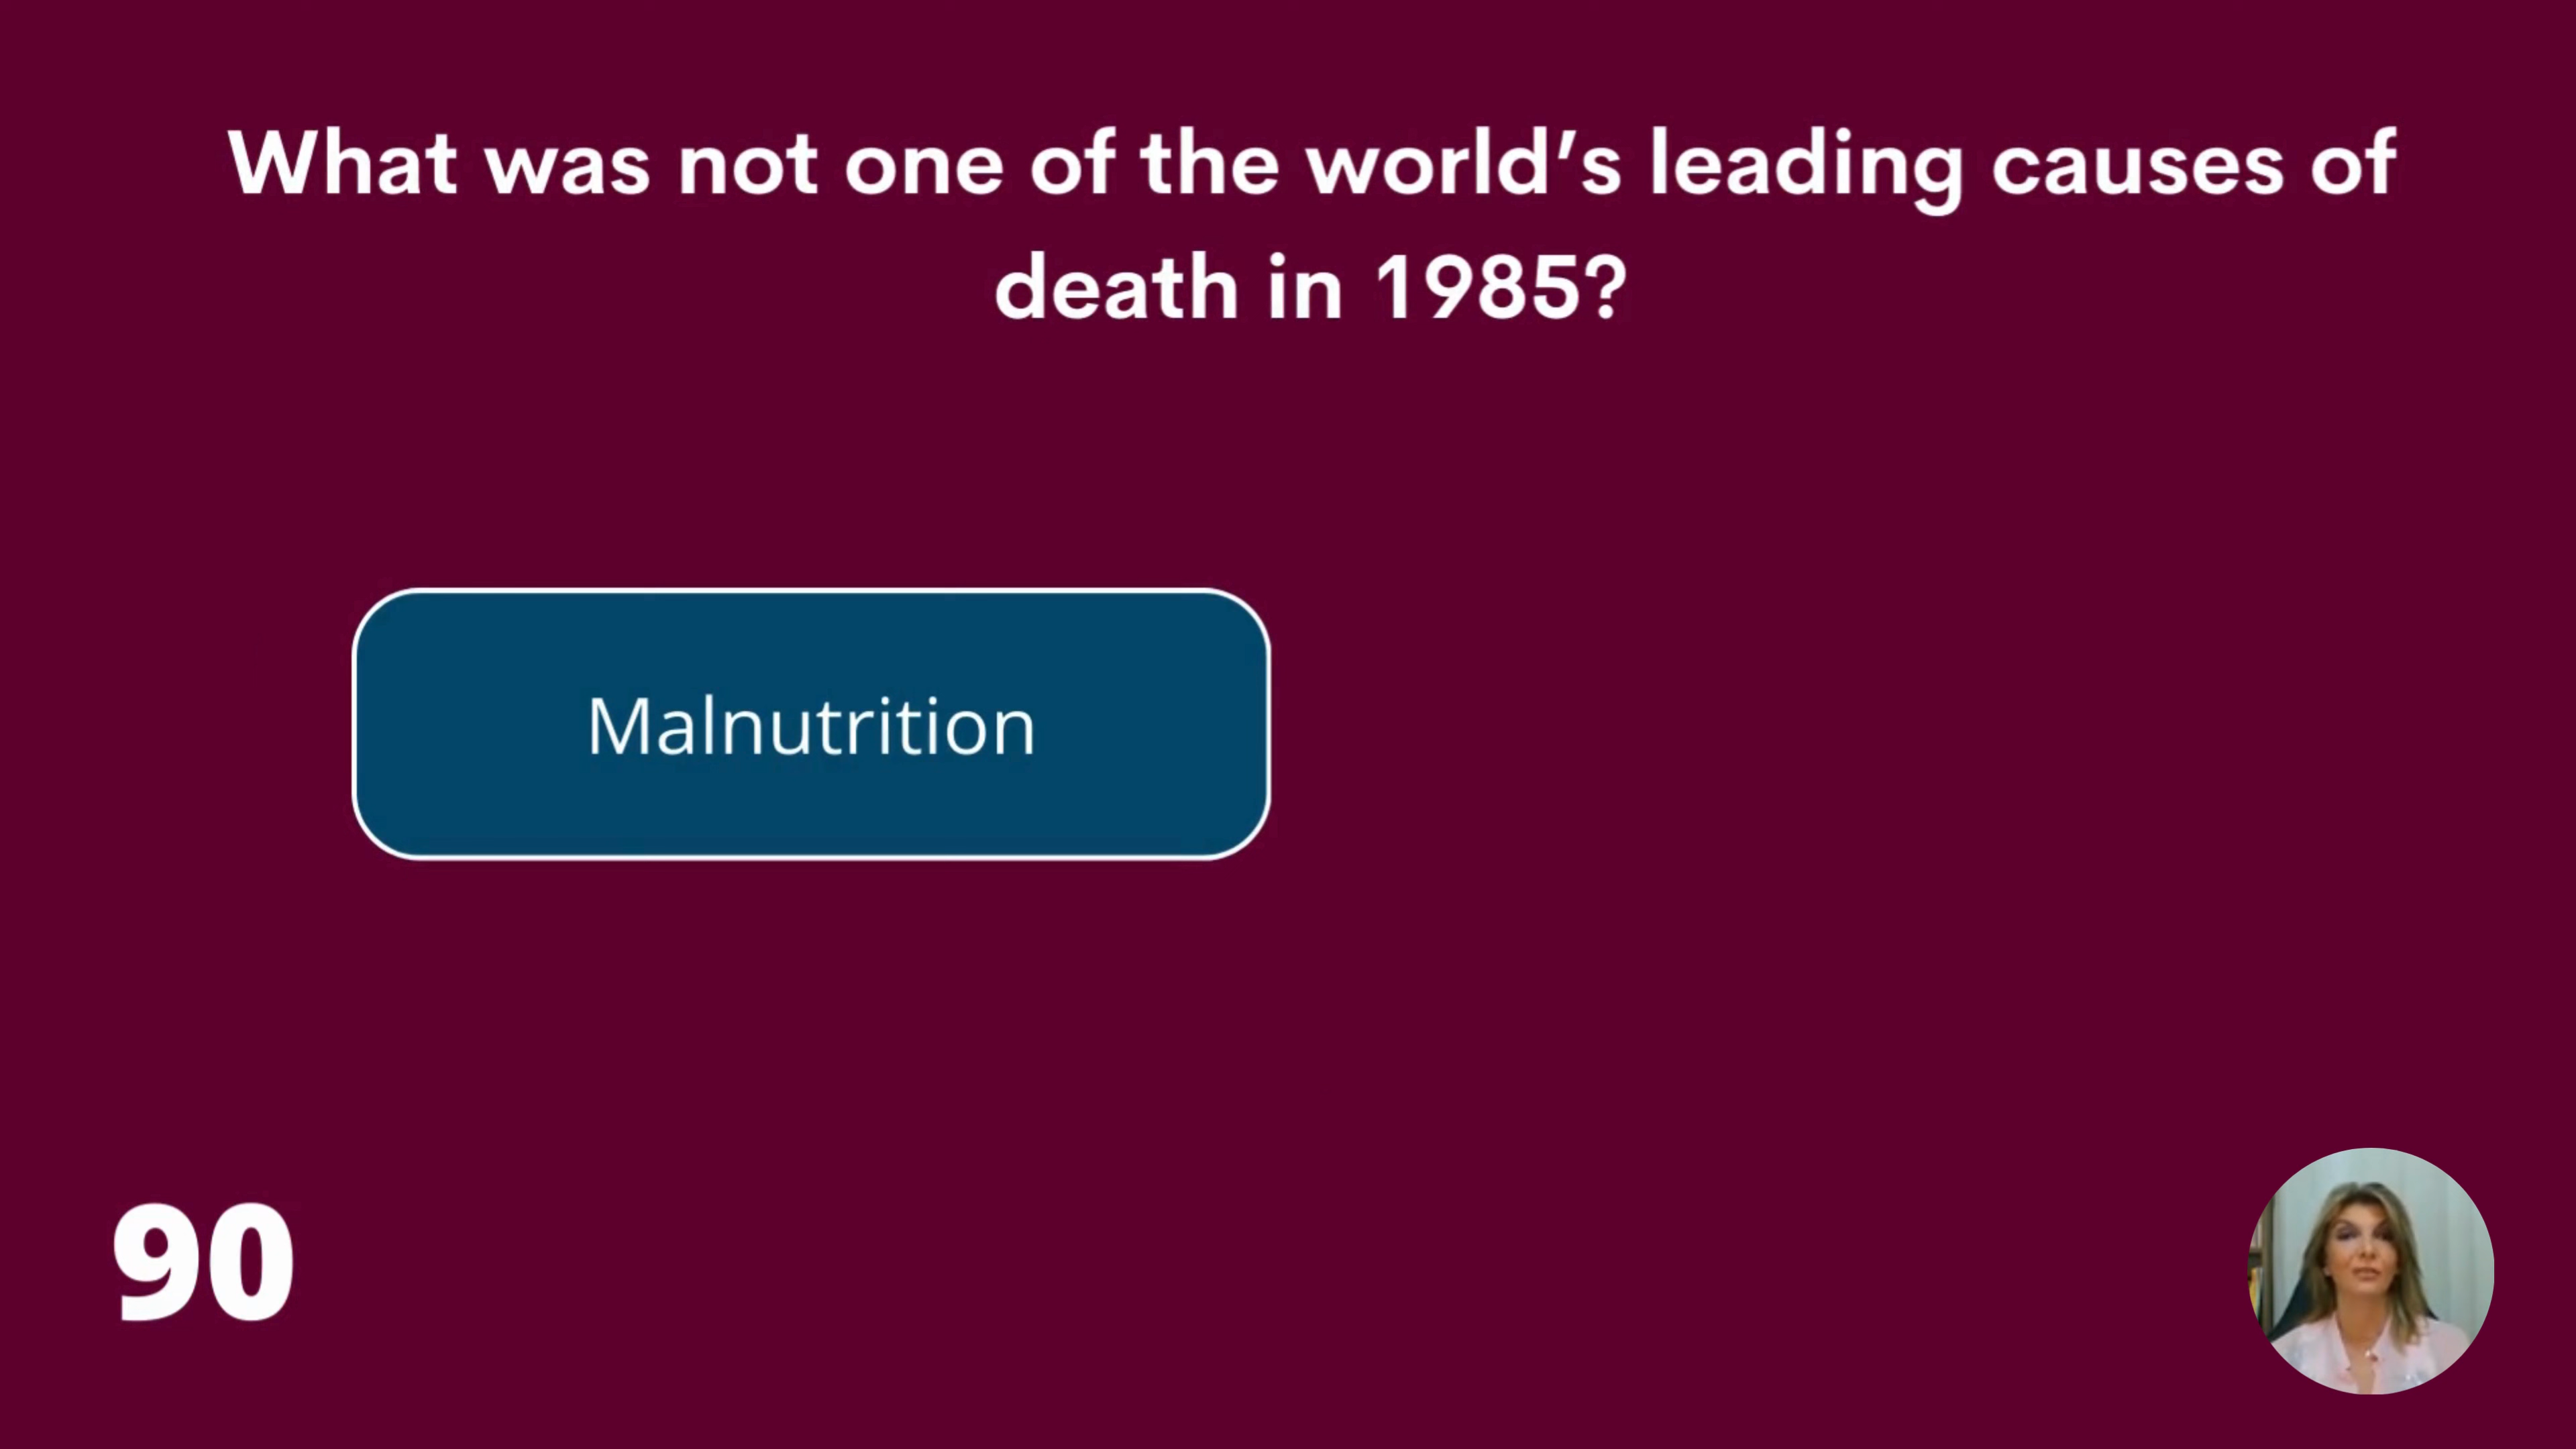 What was not one of the world’s leading causes of
death in 1985?
Malnutrition
90